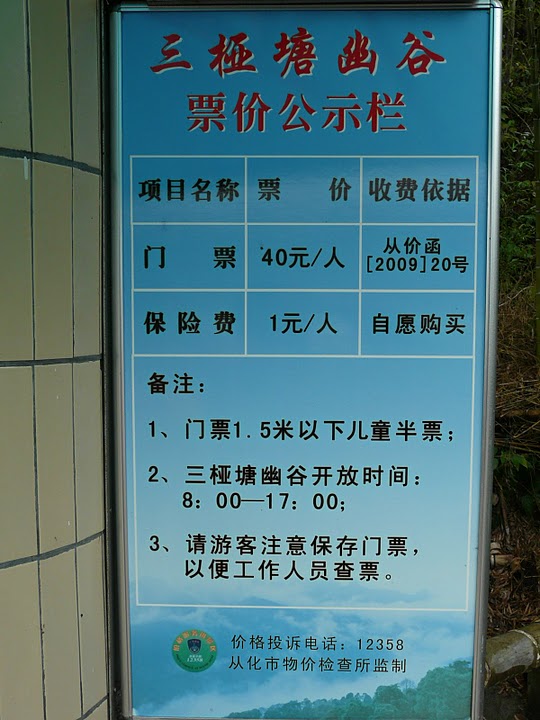 三桠塘幽谷
票价公示栏
项目名称 票 价 收费依据
门 票 40元/人 从价函[2009]20号
保险费 1元/人 自愿购买
备注：
1、门票1.5米以下儿童半票；
2、三桠塘幽谷开放时间：
8：00—17：00；
3、请游客注意保存门票，
以便工作人员查票。
12358
价格投诉电话：12358
从化市物价检查所监制